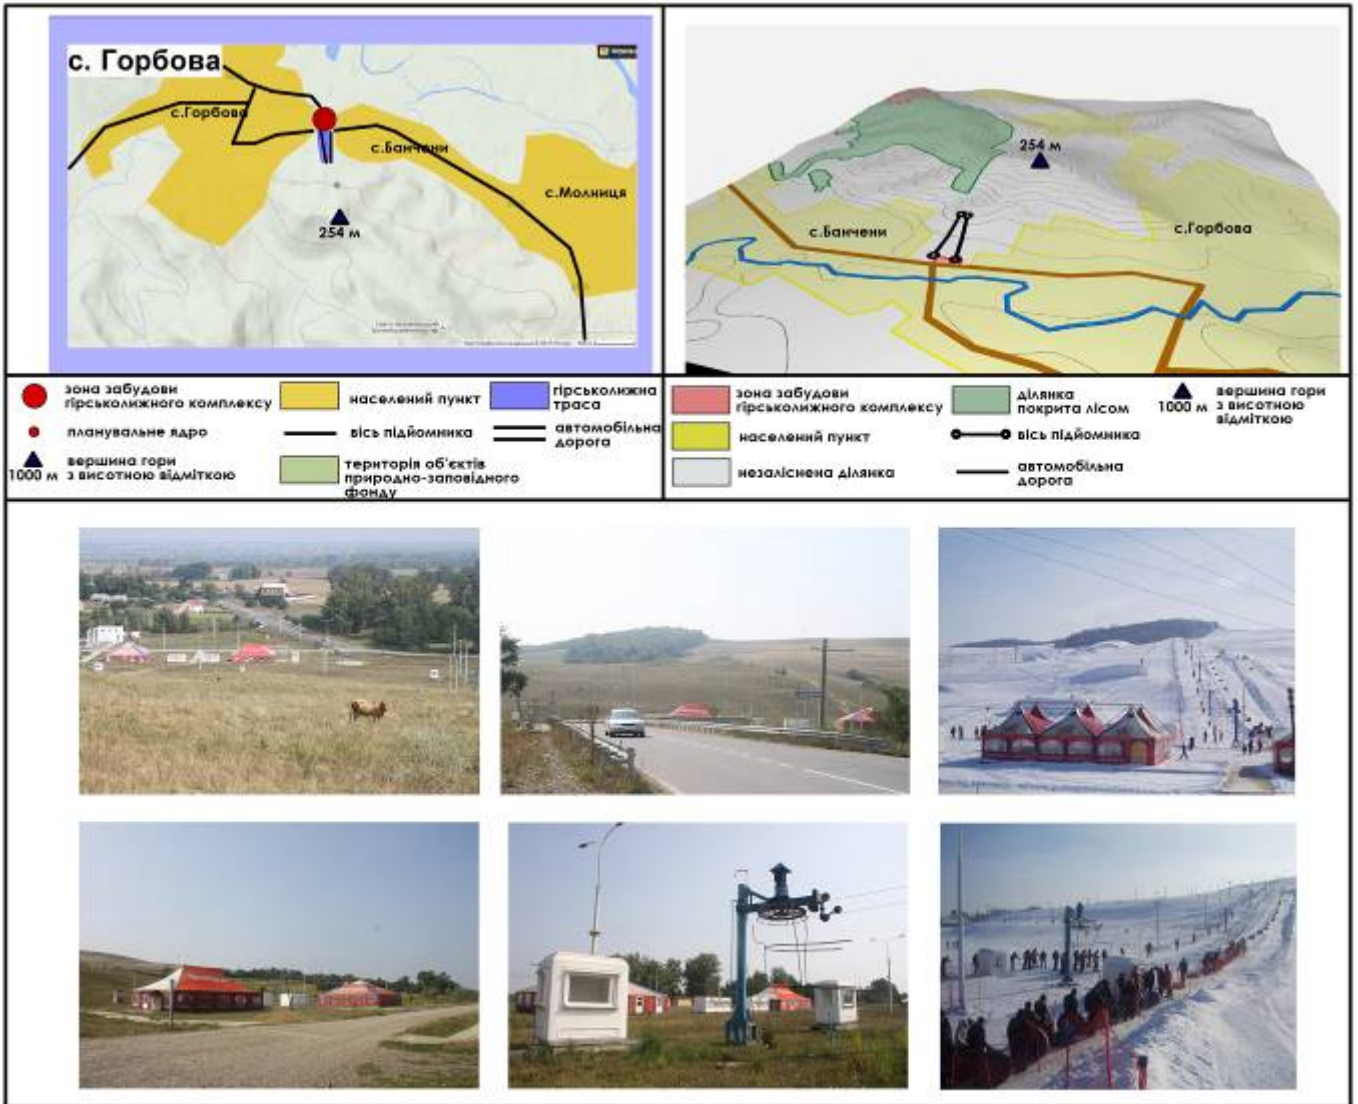 с. Горбова
с.Горбова
с.Банчени
с.Молниця
254 м
254 м
с.Банчени
с.Горбова
зона забудови
гірськолижного комплексу
планувальне ядро
вершина гори
1000 м з висотною відміткою
населений пункт
вісь підйомника
територія об'єктів
природно-заповідного
фонду
гірськолижна
траса
автомобільна
дорога
зона забудови
гірськолижного комплексу
населений пункт
незаліснена ділянка
ділянка
покрита лісом
вісь підйомника
автомобільна
дорога
вершина гори
1000 м з висотною
відміткою